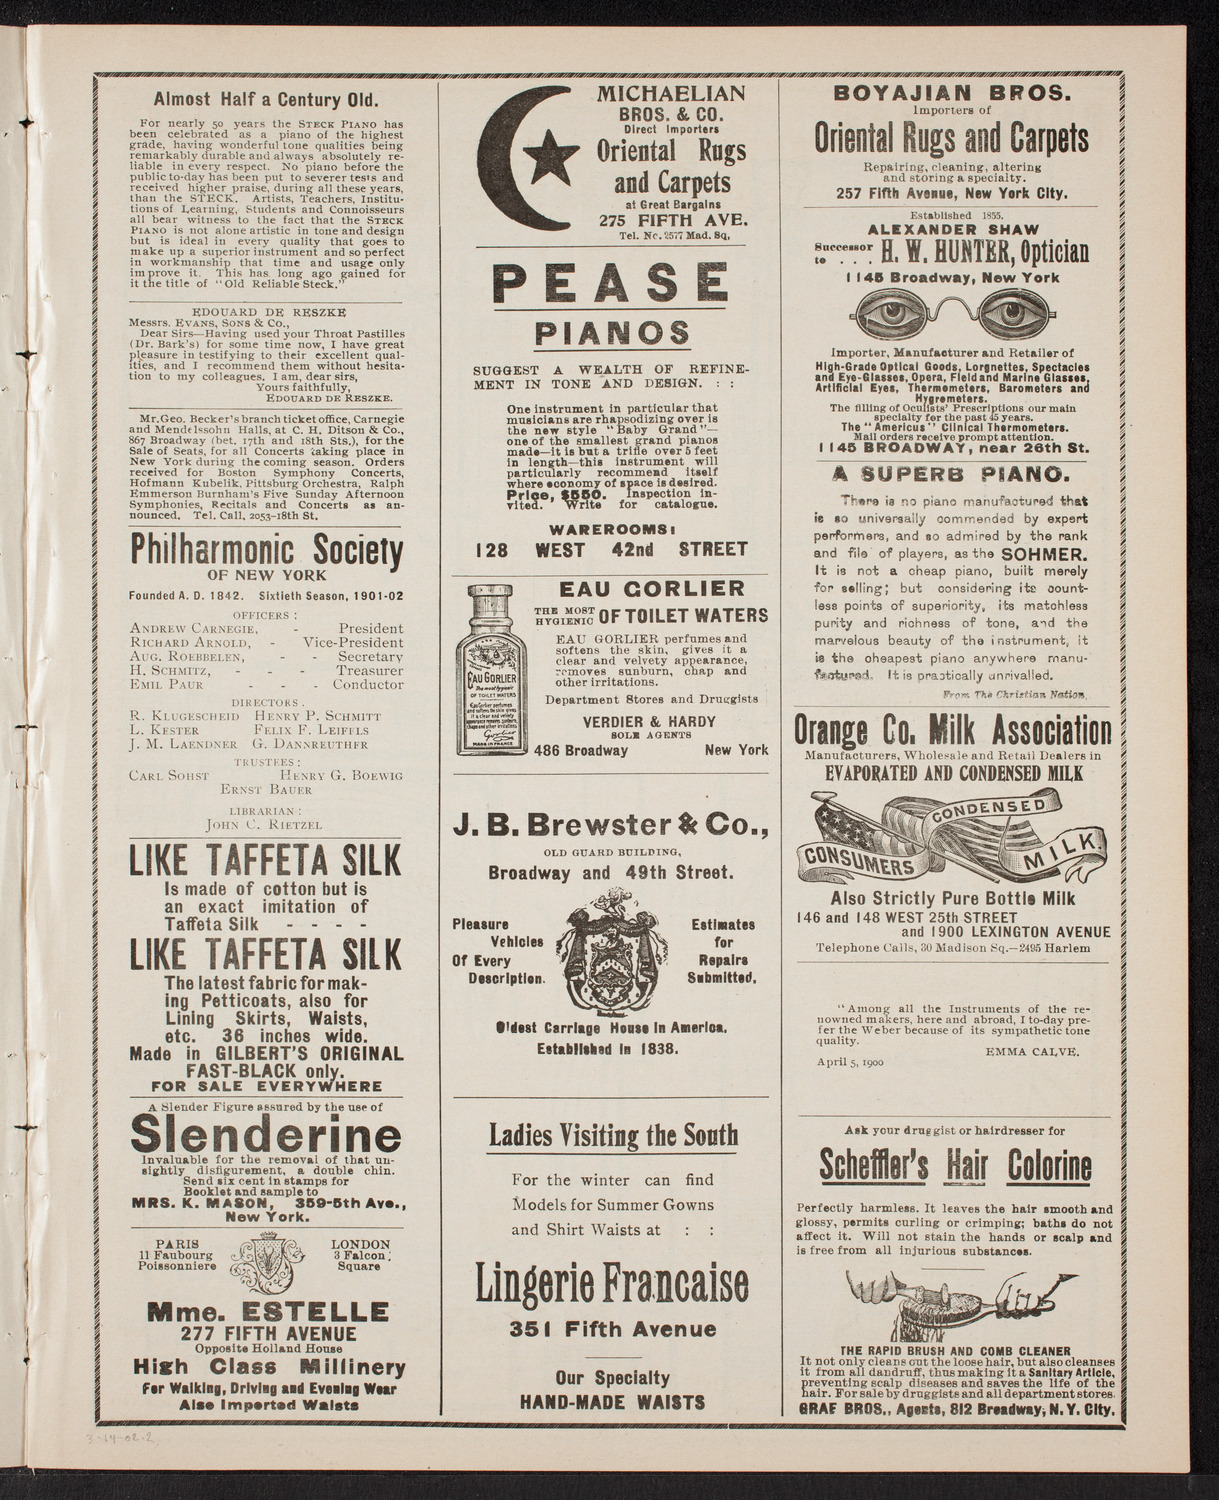 Almost Half a Century Old.
For nearly 50 years the STECK PIANO has
been celebrated as a piano of the highest
grade, having wonderful tone qualities being
remarkably durable and always absolutely re-
liable in every respect. No piano before the
public to-day has been put to severer tests and
received higher praise, during all these years,
than the STECK. Artists, Teachers, Institu-
tions of Learning, Students and Connoisseurs
all bear witness to the fact that the STECK
PIANO is not alone artistic in tone and design
but is ideal in every quality that goes to
make up a superior instrument and so perfect
in workmanship that time and usage only
improve it. This has long ago gained for
it the title of "Old Reliable Steck."
EDOUARD DE RESZKE
Messrs. EVANS, SONS & Co.,
Dear Sirs—Having used your Throat Pastilles
(Dr. Bark's) for some time now, I have great
pleasure in testifying to their excellent qual-
ities, and I recommend them without hesita-
tion to my colleagues. I am, dear sirs,
Yours faithfully,
EDOUARD DE RESZKE.
Mr. Geo. Becker's branch ticket office, Carnegie
and Mendelssohn Halls, at C. H. Ditson & Co.,
867 Broadway (bet. 17th and 18th Sts.), for the
Sale of Seats, for all Concerts taking place in
New York during the coming season. Orders
received for Boston Symphony Concerts,
Hofmann Kubelik, Pittsburg Orchestra, Ralph
Emmerson Burnham's Five Sunday Afternoon
Symphonies, Recitals and Concerts as an-
nounced. Tel. Call, 2053-18th St.
Philharmonic Society
OF NEW YORK
Founded A. D. 1842. Sixtieth Season, 1901-02
OFFICERS:
ANDREW CARNEGIE, - President
RICHARD ARNOLD, - Vice-President
AUG. ROEBBELEN, - - Secretary
H. SCHMITZ, - - - Treasurer
EMIL PAUR - - - Conductor
DIRECTORS.
R. KLUGESCHEID HENRY P. SCHMITT
L. KESTER FELIX F. LEIFELS
J. M. LAENDNER G. DANNREUTHER
TRUSTEES:
CARL SOHST HENRY G. BOEWIG
ERNST BAUER
LIBRARIAN:
JOHN C. RIETZEL
LIKE TAFFETA SILK
Is made of cotton but is
an exact imitation of
Taffeta Silk - - - -
LIKE TAFFETA SILK
The latest fabric for mak-
ing Petticoats, also for
Lining Skirts, Waists,
etc. 36 inches wide.
Made in GILBERT'S ORIGINAL
FAST-BLACK only.
FOR SALE EVERYWHERE
A Slender Figure assured by the use of
Slenderine
Invaluable for the removal of that un-
sightly disfigurement, a double chin.
Send six cent in stamps for
Booklet and sample to
MRS. K. MASON, 359-5th Ave.,
New York.
PARIS
11 Faubourg
Poissonniere
LONDON
3 Falcon
Square
Mme. ESTELLE
277 FIFTH AVENUE
Opposite Holland House
High Class Millinery
For Walking, Driving and Evening Wear
Also Imported Waists
MICHAELIAN
BROS. & CO.
Direct Importers
Oriental Rugs
and Carpets
at Great Bargains
275 FIFTH AVE.
Tel. No. 2577 Mad. Sq.
PEASE
PIANOS
SUGGEST A WEALTH OF REFINE-
MENT IN TONE AND DESIGN. : :
One instrument in particular that
musicians are rhapsodizing over is
the new style "Baby Grand"—
one of the smallest grand pianos
made—it is but a trifle over 5 feet
in length—this instrument will
particularly recommend itself
where economy of space is desired.
Price, $550. Inspection in-
vited. Write for catalogue.
WAREROOMS:
128 WEST 42nd STREET
EAU GORLIER
THE MOST HYGIENIC OF TOILET WATERS
EAU GORLIER perfumes and
softens the skin, gives it a
clear and velvety appearance,
removes sunburn, chap and
other irritations.
Department Stores and Druggists
VERDIER & HARDY
SOLE AGENTS
486 Broadway New York
EAU GORLIER
The most hygienic
OF TOILET WATERS
Eau Gorlier perfumes
and softens the skin gives
it a clear and velvety
appearance removes sunburn
chap and other irritations
Gorlier
MADE IN FRANCE
J. B. Brewster & Co.,
OLD GUARD BUILDING,
Broadway and 49th Street.
Pleasure
Vehicles
Of Every
Description.
Estimates
for
Repairs
Submitted.
Oldest Carriage House in America.
Established in 1838.
Ladies Visiting the South
For the winter can find
Models for Summer Gowns
and Shirt Waists at : :
Lingerie Francaise
351 Fifth Avenue
Our Specialty
HAND-MADE WAISTS
BOYAJIAN BROS.
Importers of
Oriental Rugs and Carpets
Repairing, cleaning, altering
and storing a specialty.
257 Fifth Avenue, New York City.
Established 1855.
ALEXANDER SHAW
Successor to . . . H. W. HUNTER, Optician
1145 Broadway, New York
Importer, Manufacturer and Retailer of
High-Grade Optical Goods, Lorgnettes, Spectacles
and Eye-Glasses, Opera, Field and Marine Glasses,
Artificial Eyes, Thermometers, Barometers and
Hygrometers.
The filling of Oculists' Prescriptions our main
specialty for the past 45 years.
The "Americus" Clinical Thermometers.
Mail orders receive prompt attention.
1145 BROADWAY, near 26th St.
A SUPERB PIANO.
There is no piano manufactured that
is so universally commended by expert
performers, and so admired by the rank
and file of players, as the SOHMER.
It is not a cheap piano, built merely
for selling; but considering its count-
less points of superiority, its matchless
purity and richness of tone, and the
marvelous beauty of the instrument, it
is the cheapest piano anywhere manu-
factured. It is practically unrivalled.
From The Christian Nation.
Orange Co. Milk Association
Manufacturers, Wholesale and Retail Dealers in
EVAPORATED AND CONDENSED MILK
CONSUMERS CONDENSED MILK.
Also Strictly Pure Bottle Milk
146 and 148 WEST 25th STREET
and 1900 LEXINGTON AVENUE
Telephone Calls, 30 Madison Sq.—2495 Harlem
"Among all the Instruments of the re-
nowned makers, here and abroad, I to-day pre-
fer the Weber because of its sympathetic tone
quality.
EMMA CALVE.
April 5, 1900
Ask your druggist or hairdresser for
Scheffler's Hair Colorine
Perfectly harmless. It leaves the hair smooth and
glossy, permits curling or crimping; baths do not
affect it. Will not stain the hands or scalp and
is free from all injurious substances.
THE RAPID BRUSH AND COMB CLEANER
It not only cleans out the loose hair, but also cleanses
it from all dandruff, thus making it a Sanitary Article,
preventing scalp diseases and saves the life of the
hair. For sale by druggists and all department stores.
GRAF BROS., Agents, 812 Broadway, N. Y. City.
3-14-02-2